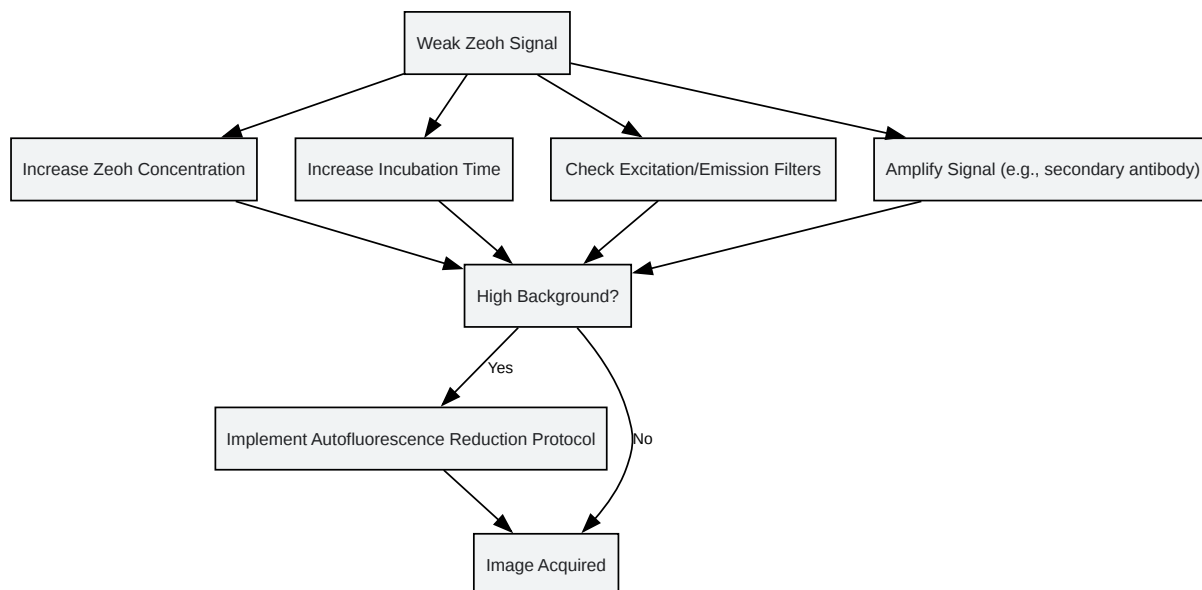 Weak Zeoh Signal
Increase Zeoh Concentration
Increase Incubation Time
Check Excitation/Emission Filters
Amplify Signal (e.g., secondary antibody)
High Background?
Yes
Implement Autofluorescence Reduction Protocol
No
Image Acquired